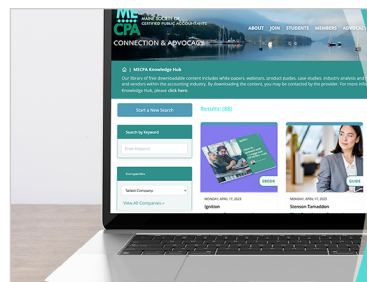 ME
CPA
MAINE SOCIETY OF
CERTIFIED PUBLIC ACCOUNTANTS
ABOUT JOIN STUDENTS MEMBERS ADVOCACY
CONNECTION & ADVOCACY
| MECPA Knowledge Hub
Our library of free downloadable content includes white papers, webinars, product guides, case studies, industry analysis and
and vendors within the accounting industry. By downloading the content, you may be contacted by the provider. For more info
Knowledge Hub, please click here.
Start a New Search
Results: (88)
Search by Keyword
Enter Keyword
Companies
Select Company
View All Companies »
EBOOK
GUIDE
MONDAY, APRIL 17, 2023
Ignition
MONDAY, APRIL 17, 2023
Stenson Tamaddon